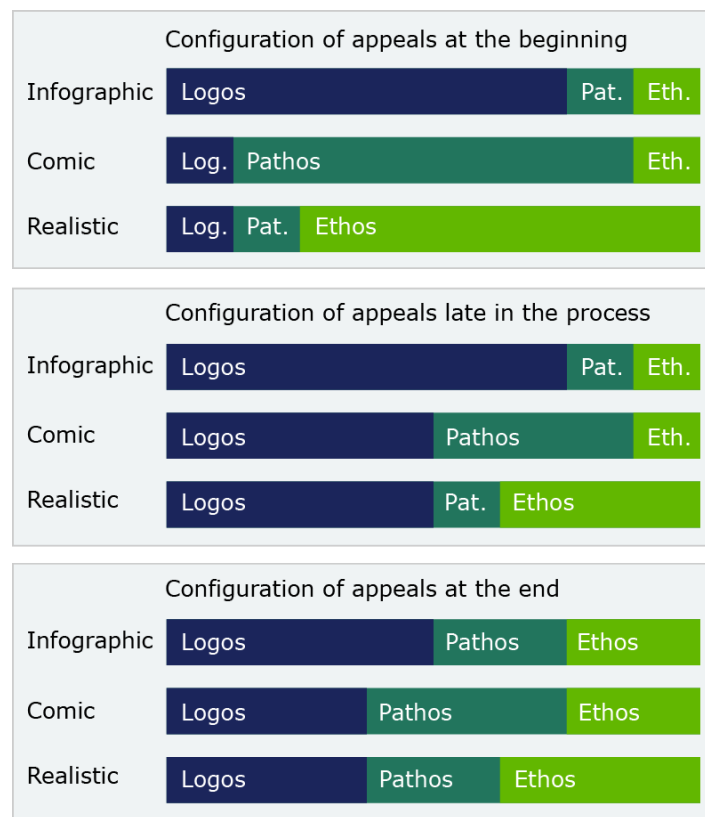 Configuration of appeals at the beginning
Infographic Logos Pat. Eth.
Comic Log. Pathos Eth.
Realistic Log. Pat. Ethos
Configuration of appeals late in the process
Infographic Logos Pat. Eth.
Comic Logos Pathos Eth.
Realistic Logos Pat. Ethos
Configuration of appeals at the end
Infographic Logos Pathos Ethos
Comic Logos Pathos Ethos
Realistic Logos Pathos Ethos